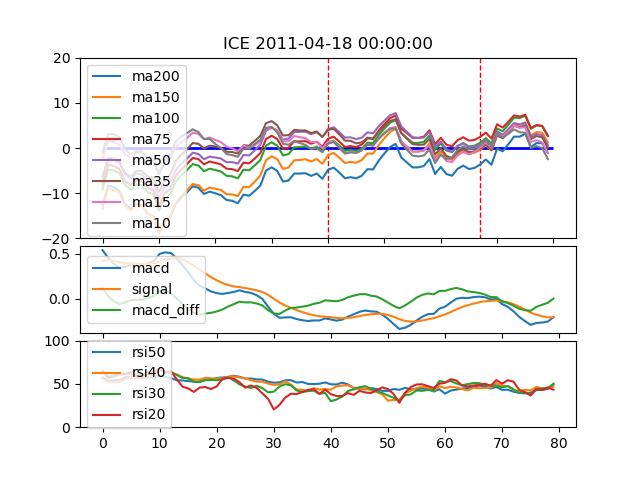 ICE 2011-04-18 00:00:00
20
10
0
−10
−20
ma200
ma150
ma100
ma75
ma50
ma35
ma15
ma10
0.5
0.0
macd
signal
macd_diff
100
50
0
rsi50
rsi40
rsi30
rsi20
0 10 20 30 40 50 60 70 80